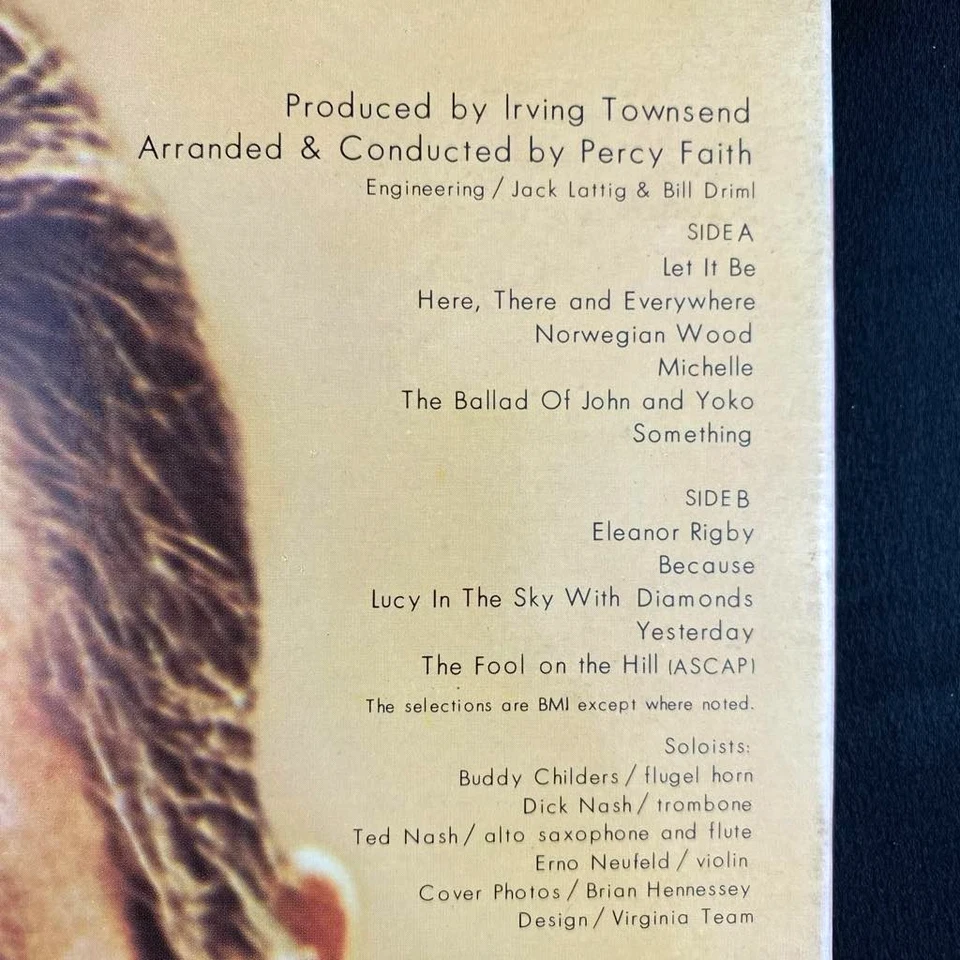 Produced by Irving Townsend
Arranded & Conducted by Percy Faith
Engineering / Jack Lattig & Bill Driml
SIDE A
Let It Be
Here, There and Everywhere
Norwegian Wood
Michelle
The Ballad Of John and Yoko
Something
SIDE B
Eleanor Rigby
Because
Lucy In The Sky With Diamonds
Yesterday
The Fool on the Hill (ASCAP)
The selections are BMI except where noted.
Soloists:
Buddy Childers / flugel horn
Dick Nash / trombone
Ted Nash / alto saxophone and flute
Erno Neufeld / violin
Cover Photos / Brian Hennessey
Design / Virginia Team